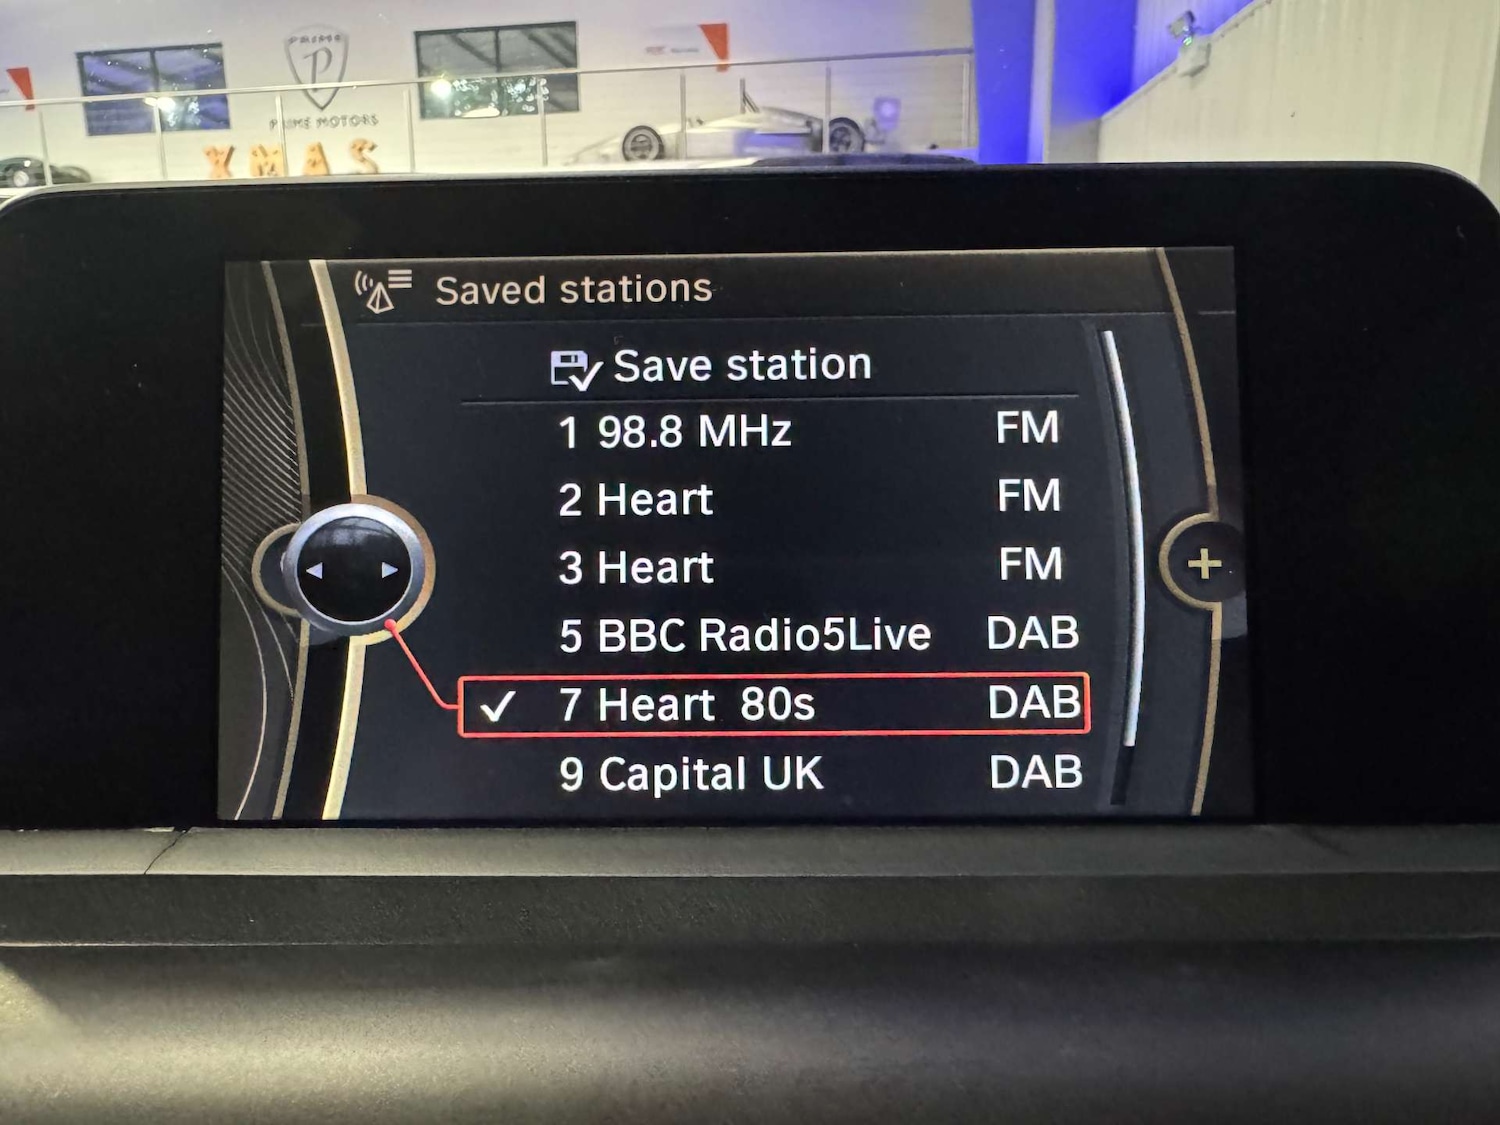 PRIME
P
PRIME MOTORS
XMAS
Saved stations
Save station
1 98.8 MHz FM
2 Heart FM
3 Heart FM
5 BBC Radio5Live DAB
7 Heart 80s DAB
9 Capital UK DAB
+